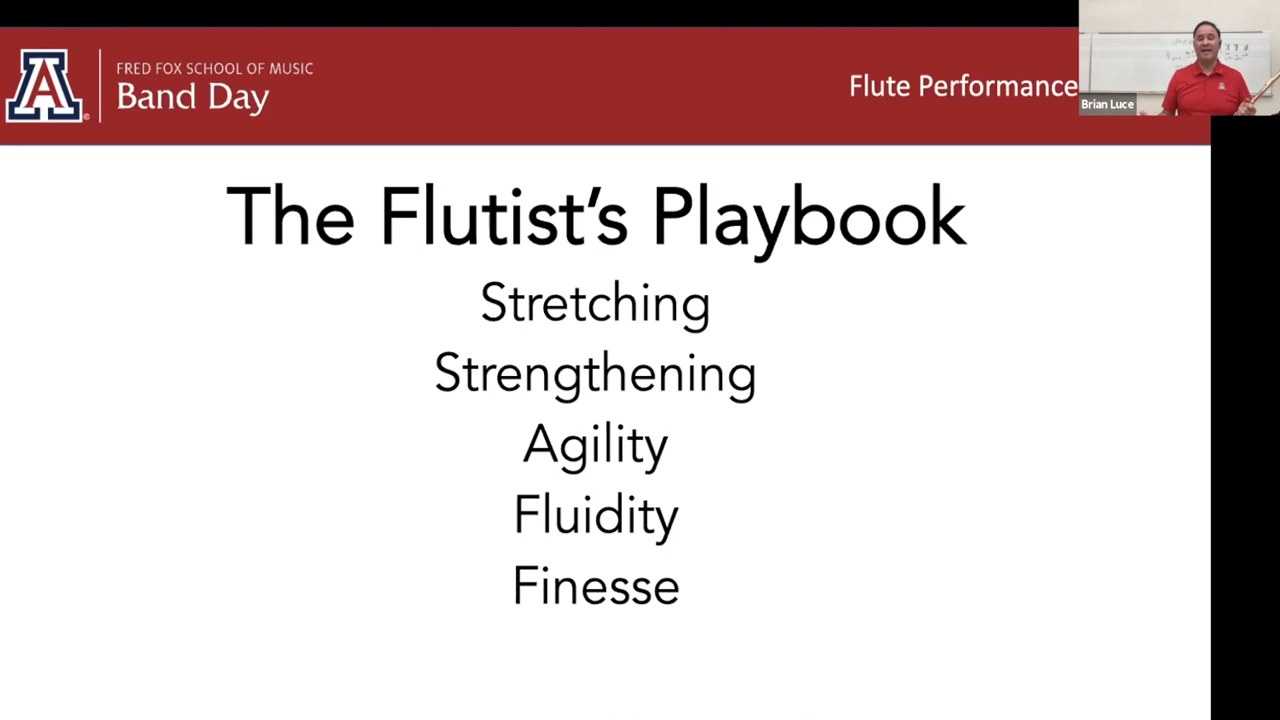 FRED FOX SCHOOL OF MUSIC
Band Day
Flute Performance
Brian Luce
The Flutist’s Playbook
Stretching
Strengthening
Agility
Fluidity
Finesse